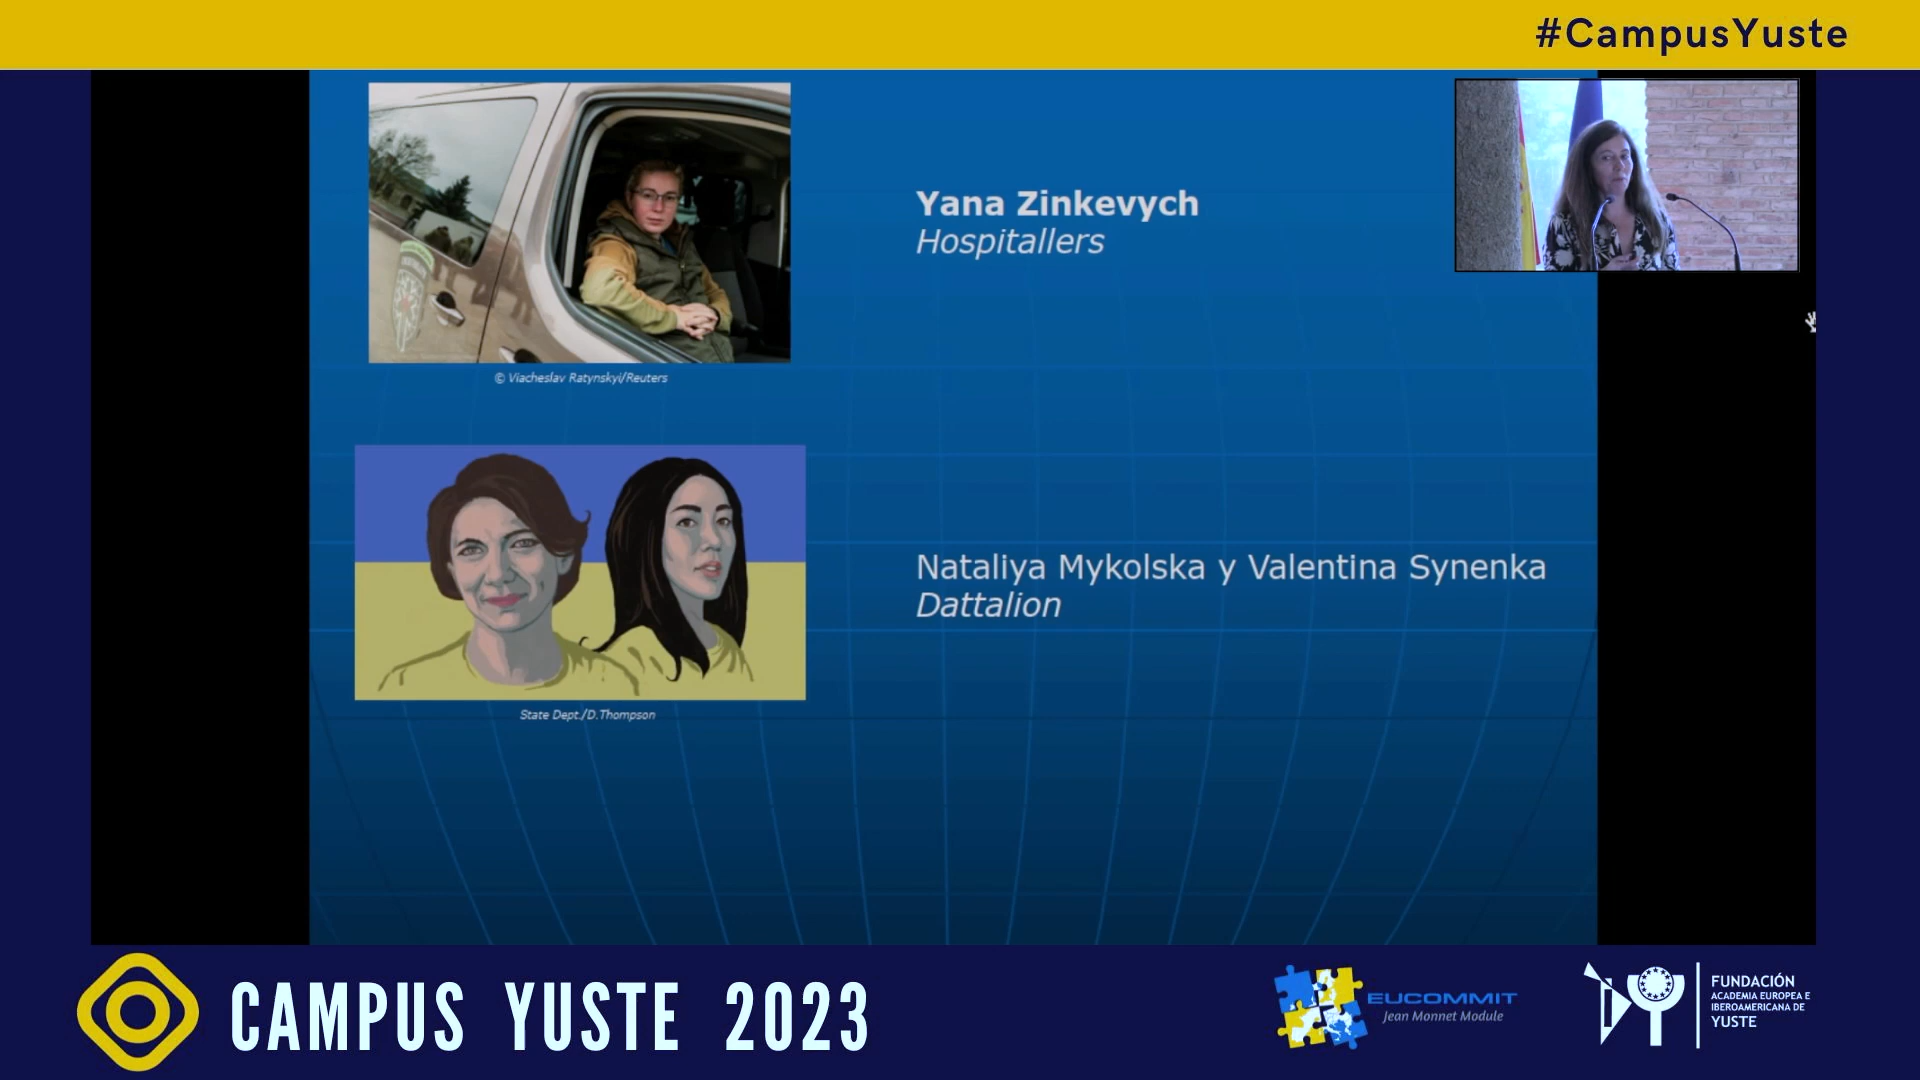 #CampusYuste
Yana Zinkevych
Hospitallers
© Viacheslav Ratynskyi/Reuters
Nataliya Mykolska y Valentina Synenka
Dattalion
State Dept./D.Thompson
CAMPUS YUSTE 2023
EUCOMMIT
Jean Monnet Module
FUNDACIÓN
ACADEMIA EUROPEA E
IBEROAMERICANA DE
YUSTE